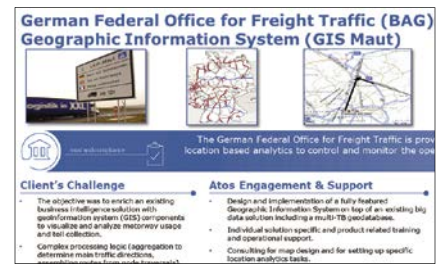 German Federal Office for Freight Traffic (BAG)
Geographic Information System (GIS Maut)
Logistik in XXL
The German Federal Office for Freight Traffic is prov
location based analytics to control and monitor the ope
Client's Challenge
• The objective was to enrich an existing
business intelligence solution with
geoinformation system (GIS) components
to visualize and analyze motorway usage
and toll collection.
• Complex processing logic (aggregation to
determine main traffic directions,
Atos Engagement & Support
• Design and implementation of a fully featured
Geographic Information System on top of an existing big
data solution including a multi-TB geodatabase.
• Individual solution specific and product related training
and operational support.
• Consulting for map design and for setting up specific
location analytics tasks.